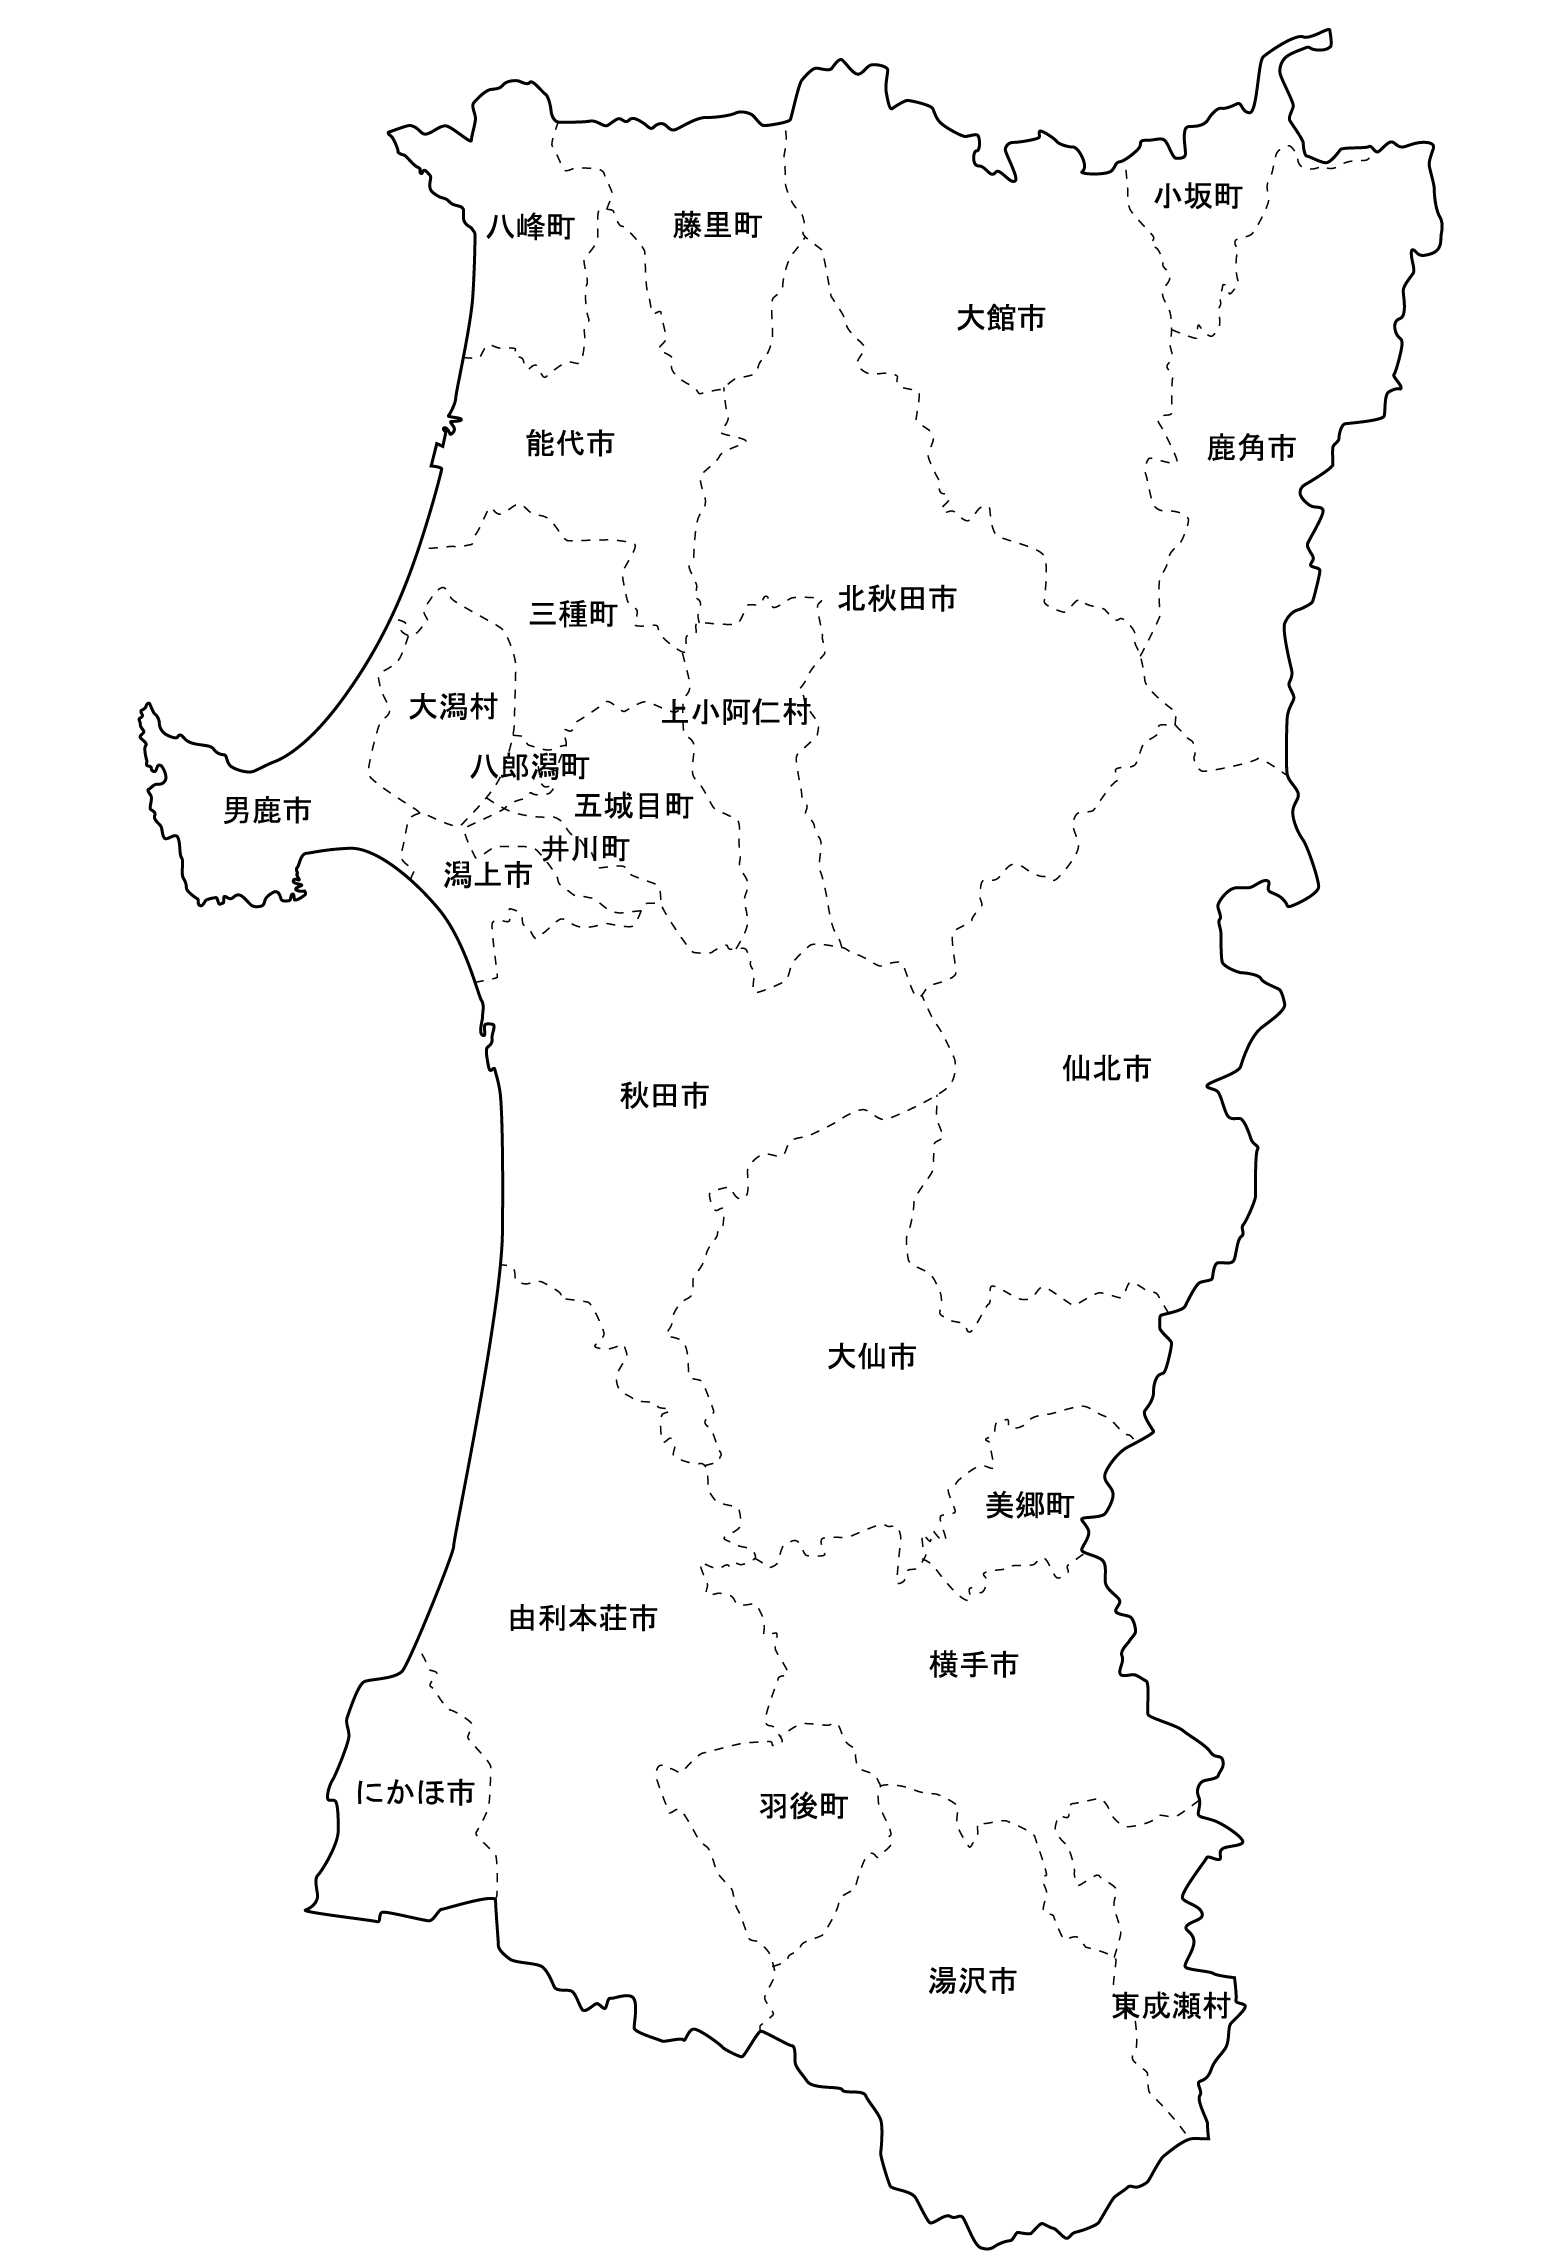 小坂町
八峰町
藤里町
大館市
能代市
鹿角市
北秋田市
三種町
大潟村
上小阿仁村
八郎潟町
男鹿市
五城目町
井川町
潟上市
秋田市
仙北市
大仙市
美郷町
由利本荘市
横手市
にかほ市
羽後町
湯沢市
東成瀬村